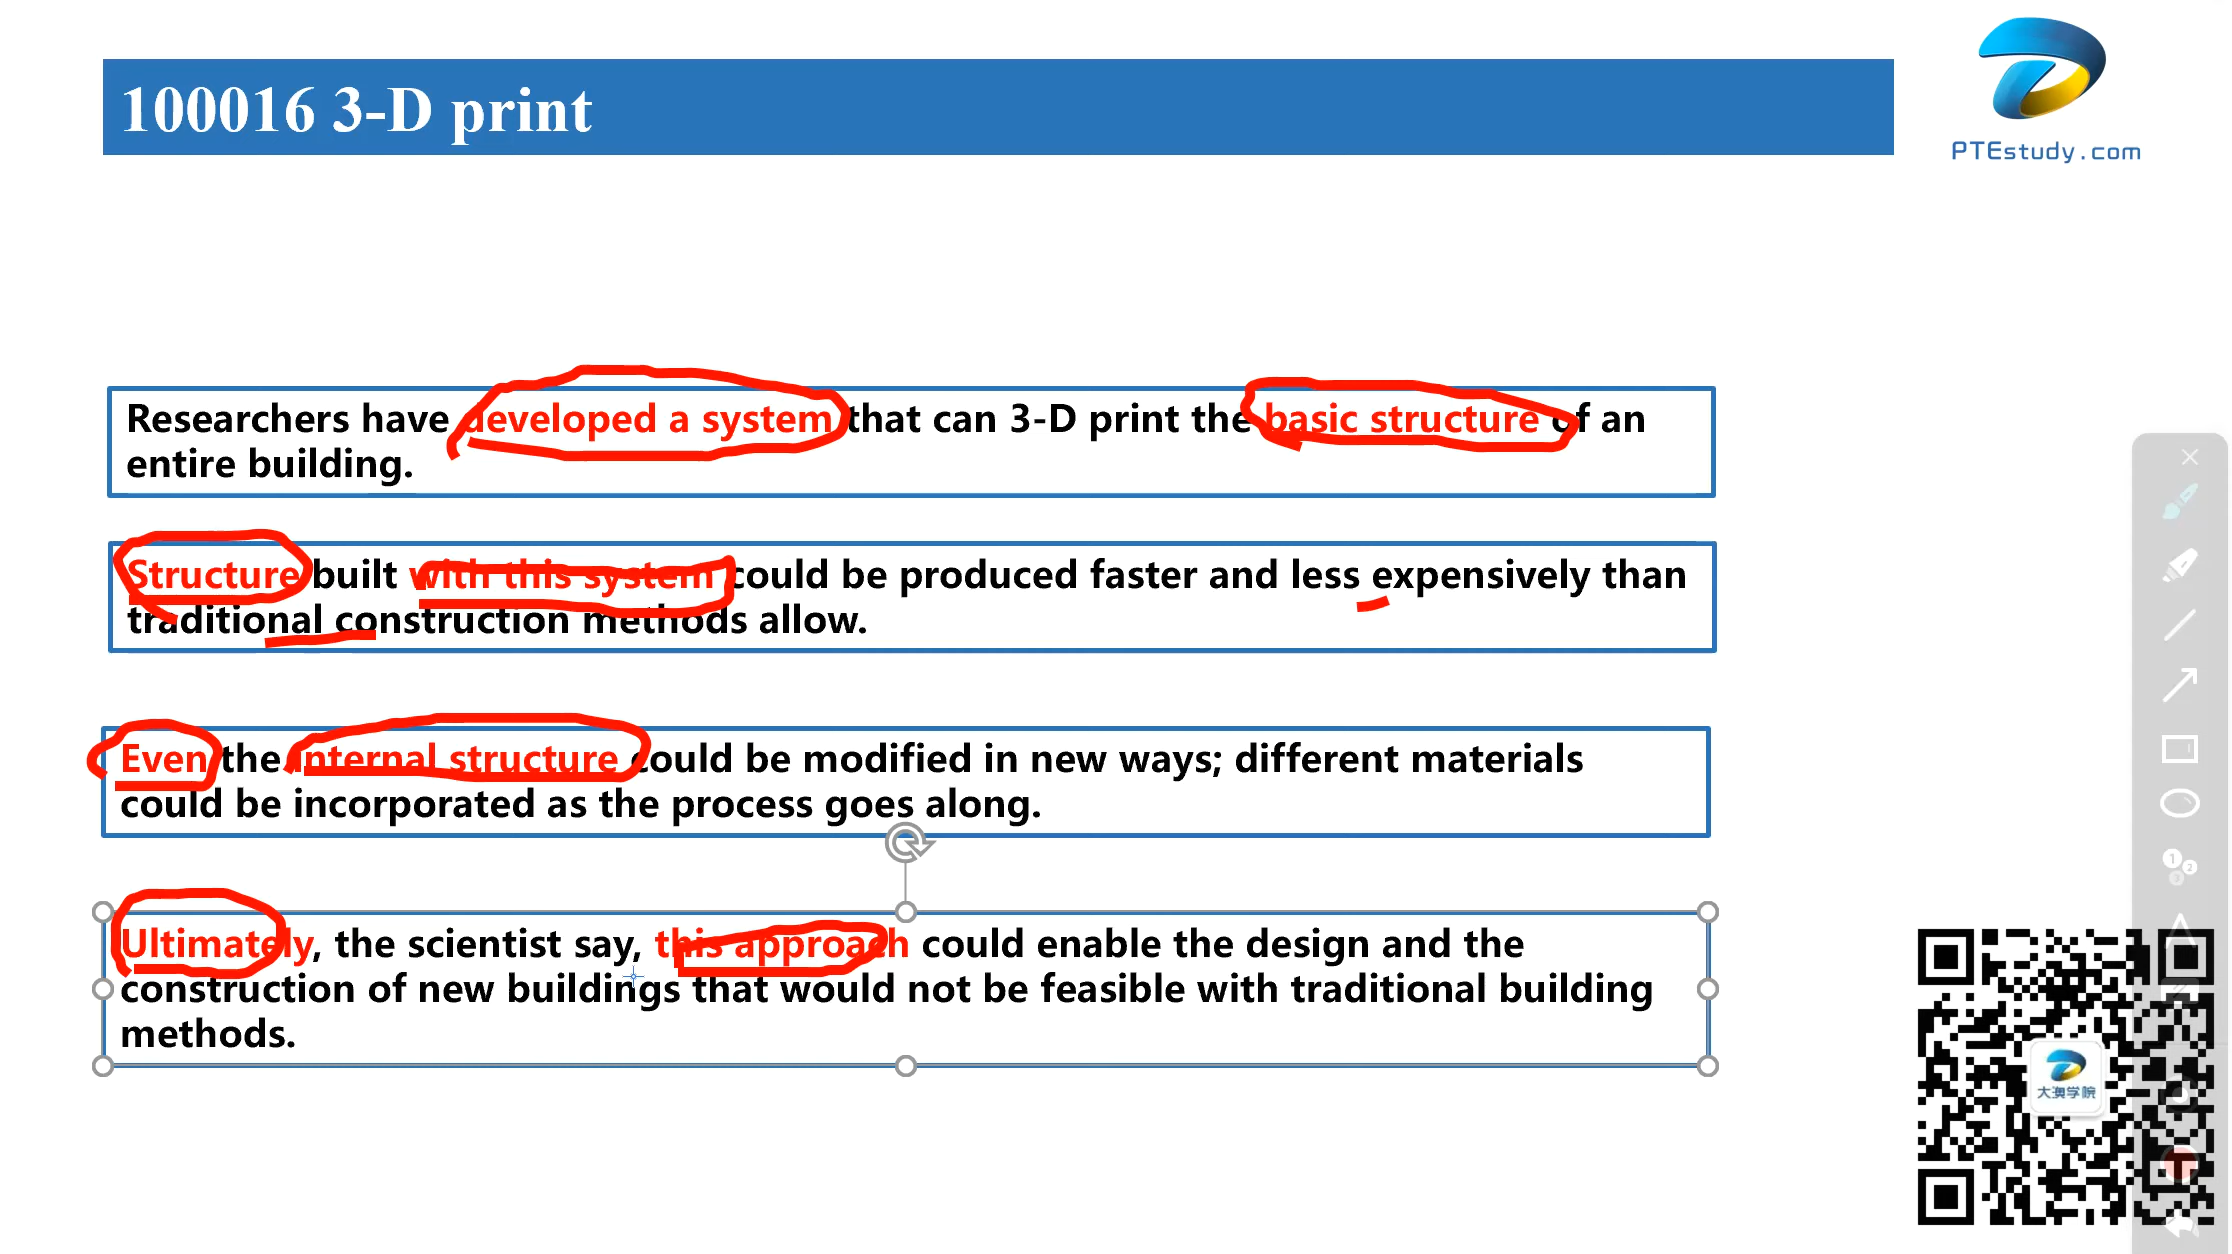 100016 3-D print
PTEstudy.com
Researchers have developed a system that can 3-D print the basic structure of an
entire building.
Structure built with this system could be produced faster and less expensively than
traditional construction methods allow.
Even the internal structure could be modified in new ways; different materials
could be incorporated as the process goes along.
Ultimately, the scientist say, this approach could enable the design and the
construction of new buildings that would not be feasible with traditional building
methods.
大澳学院